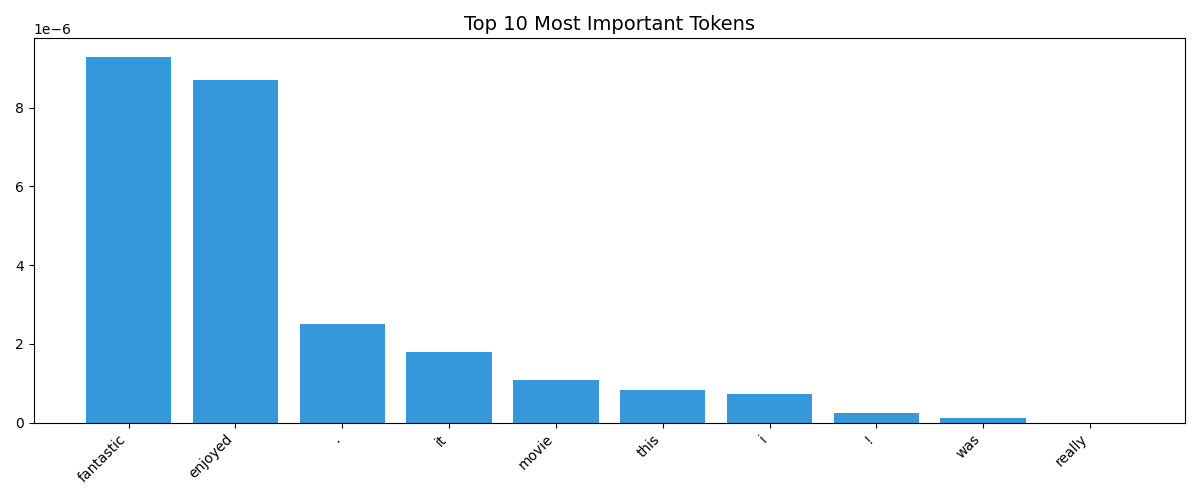 Top 10 Most Important Tokens
1e−6
8
6
4
2
0
fantastic
enjoyed
.
it
movie
this
i
!
was
really